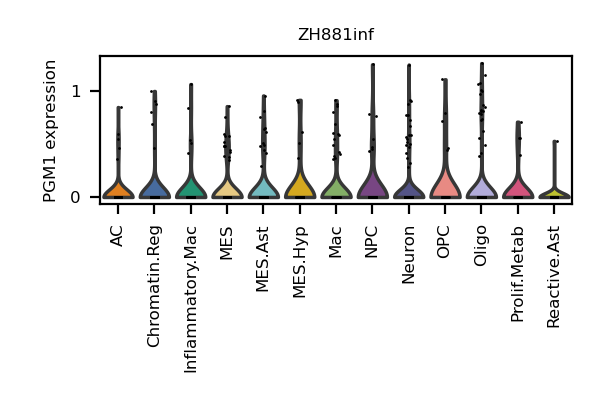 ZH881inf
PGM1 expression
1
0
AC
Chromatin.Reg
Inflammatory.Mac
MES
MES.Ast
MES.Hyp
Mac
NPC
Neuron
OPC
Oligo
Prolif.Metab
Reactive.Ast